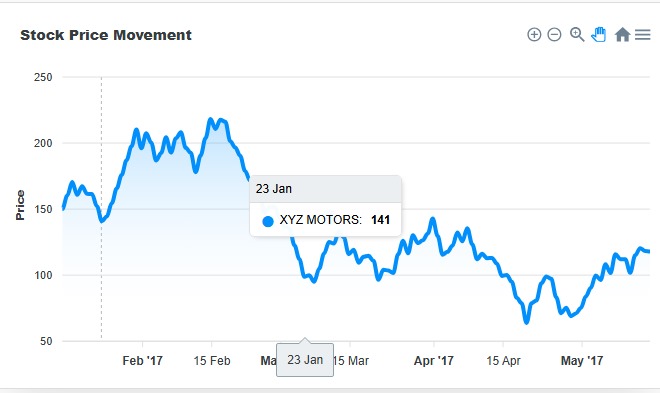 Stock Price Movement
250
200
150
100
50
Price
23 Jan
XYZ MOTORS: 141
Feb '17
15 Feb
Ma
23 Jan
15 Mar
Apr '17
15 Apr
May '17